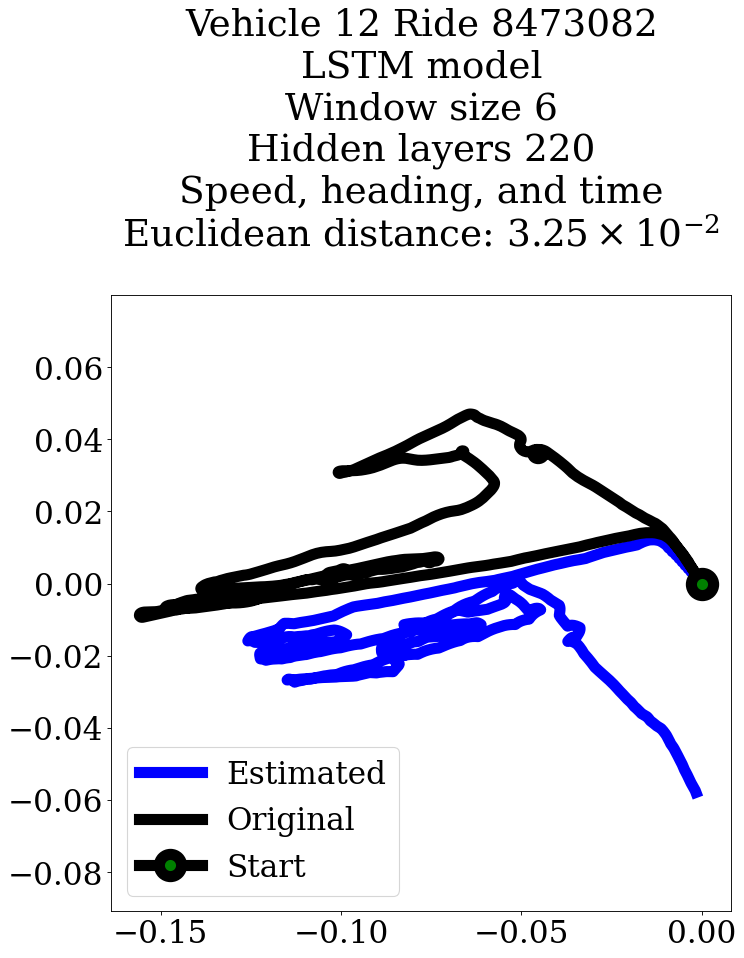 Vehicle 12 Ride 8473082
LSTM model
Window size 6
Hidden layers 220
Speed, heading, and time
Euclidean distance: 3.25 × 10⁻²
0.06
0.04
0.02
0.00
−0.02
−0.04
−0.06
−0.08
Estimated
Original
Start
−0.15 −0.10 −0.05 0.00